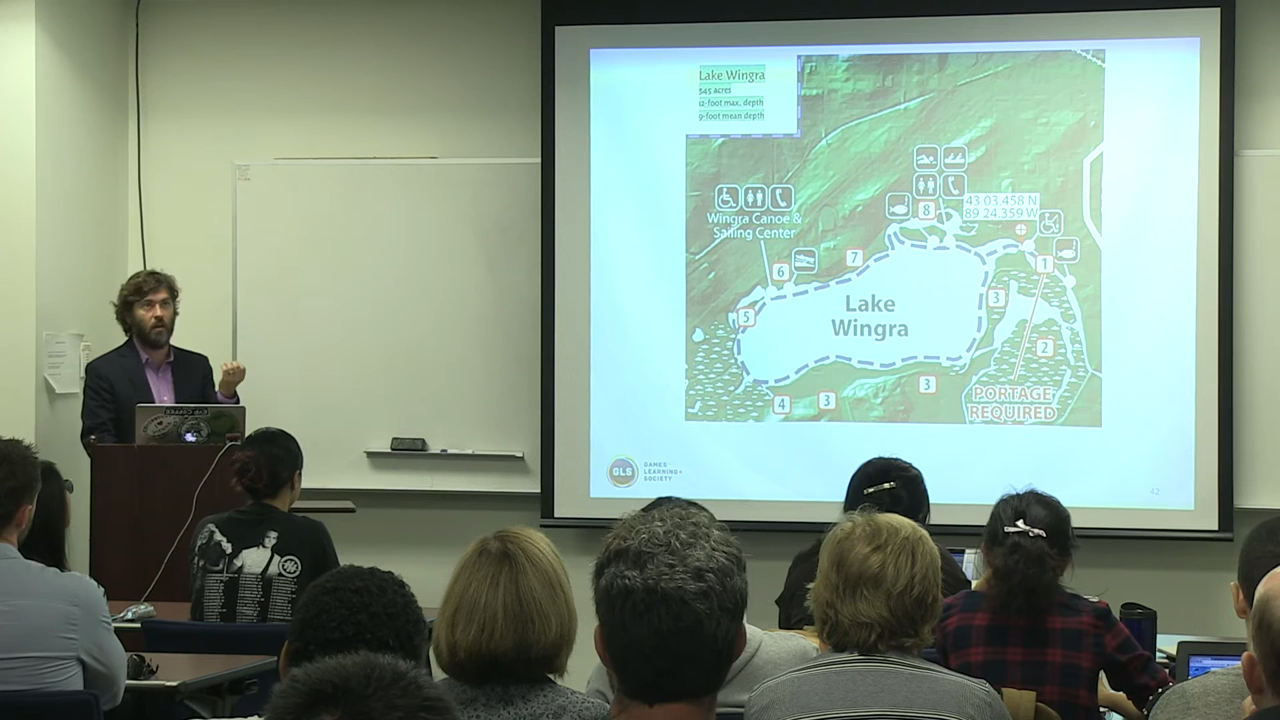 Lake Wingra
545 acres
12-foot max. depth
9-foot mean depth
Wingra Canoe &
Sailing Center
8
43 03.458 N
89 24.359 W
7
6
1
5
3
Lake
Wingra
2
3
3
4
PORTAGE
REQUIRED
GLS
GAMES
LEARNING+
SOCIETY
42